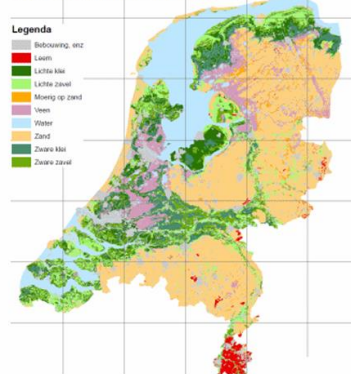 Legenda
Bebouwing, enz
Leem
Lichte klei
Lichte zavel
Moerig op zand
Veen
Water
Zand
Zware klei
Zware zavel